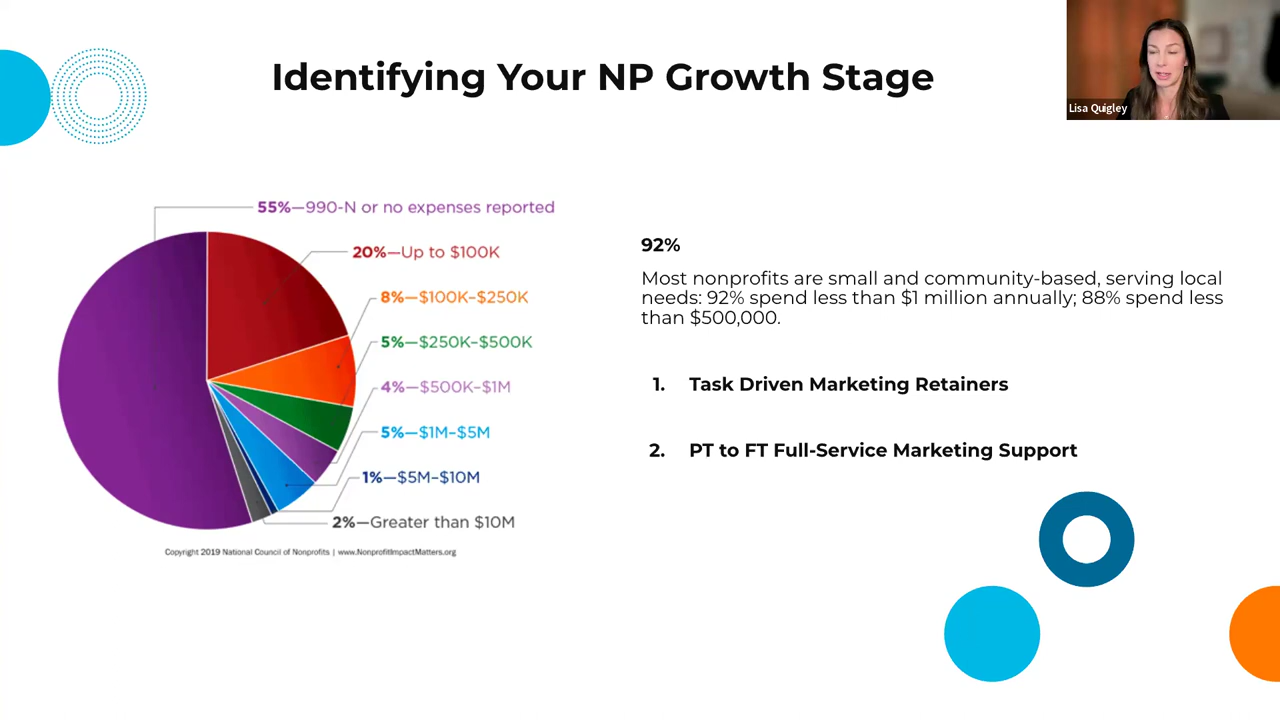 Identifying Your NP Growth Stage
Lisa Quigley
55%—990-N or no expenses reported
20%—Up to $100K
8%—$100K–$250K
5%—$250K–$500K
4%—$500K–$1M
5%—$1M–$5M
1%—$5M–$10M
2%—Greater than $10M
Copyright 2019 National Council of Nonprofits | www.NonprofitImpactMatters.org
92%
Most nonprofits are small and community-based, serving local
needs: 92% spend less than $1 million annually; 88% spend less
than $500,000.
1. Task Driven Marketing Retainers
2. PT to FT Full-Service Marketing Support